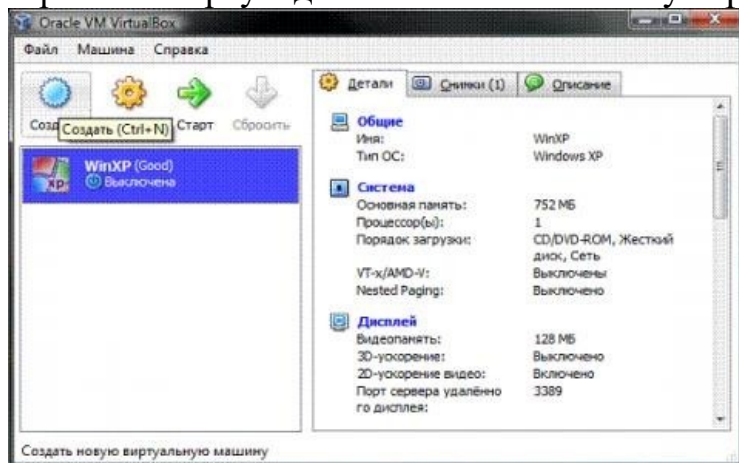 Oracle VM VirtualBox
Файл Машина Справка
Созд
Создать (Ctrl+N)
Старт
Сбросить
WinXP (Good)
Выключена
Детали
Снимки (1)
Описание
Общие
Имя: WinXP
Тип ОС: Windows XP
Система
Основная память: 752 МБ
Процессор(ы): 1
Порядок загрузки: CD/DVD-ROM, Жесткий
диск, Сеть
VT-x/AMD-V: Выключены
Nested Paging: Выключено
Дисплей
Видеопамять: 128 МБ
3D-ускорение: Выключено
2D-ускорение видео: Включено
Порт сервера удалённо 3389
го дисплея:
Создать новую виртуальную машину